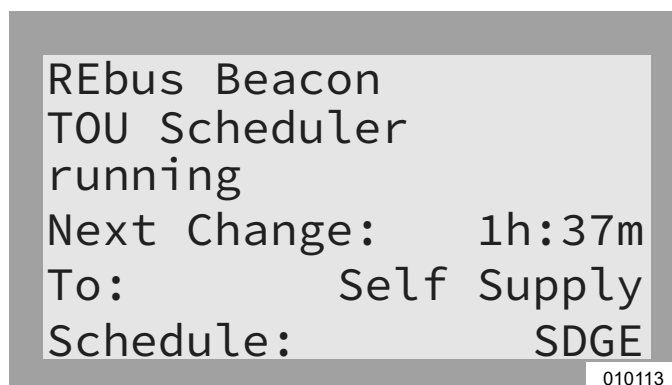 REbus Beacon
TOU Scheduler
running
Next Change: 1h:37m
To: Self Supply
Schedule: SDGE
010113